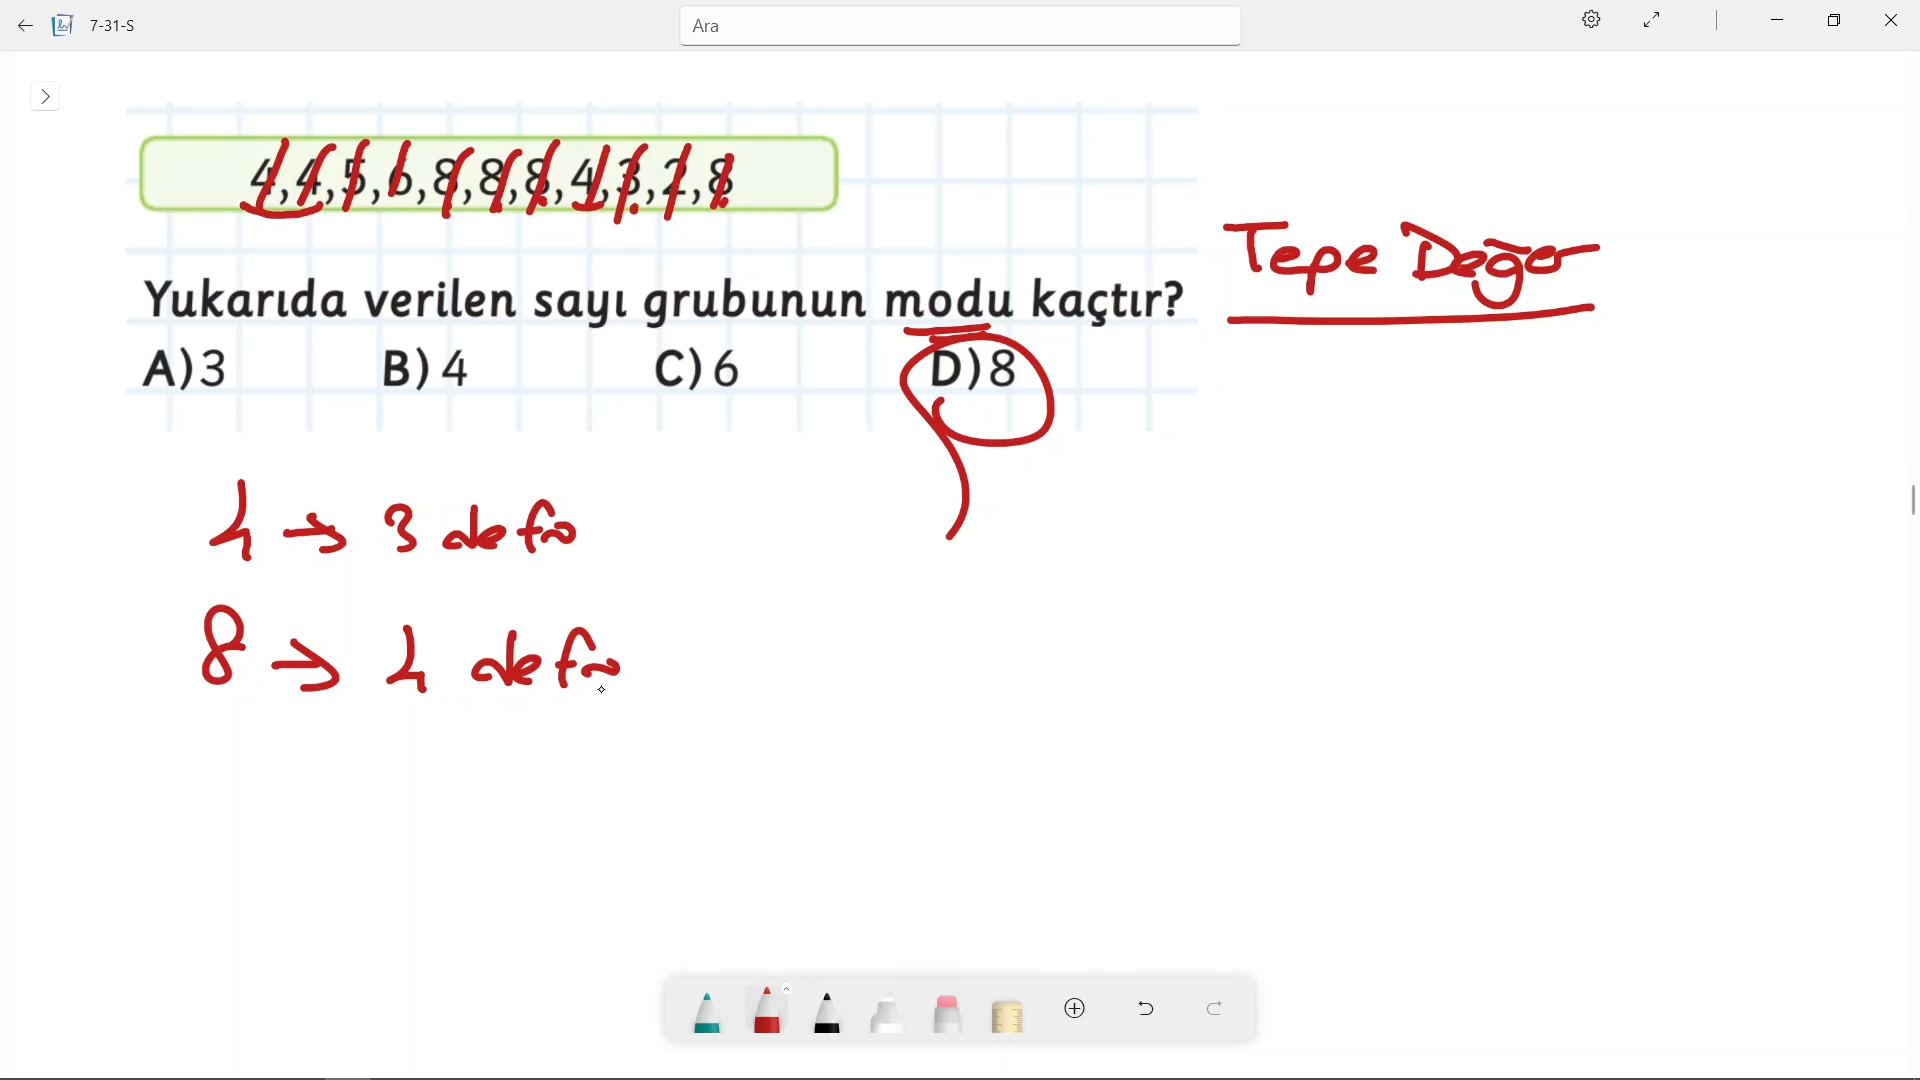 7-31-S
Ara
4,4,5,6,8,8,8,4,3,2,8
Tepe Değer
Yukarıda verilen sayı grubunun modu kaçtır?
A) 3 B) 4 C) 6 D) 8
4 → 3 defa
8 → 4 defa